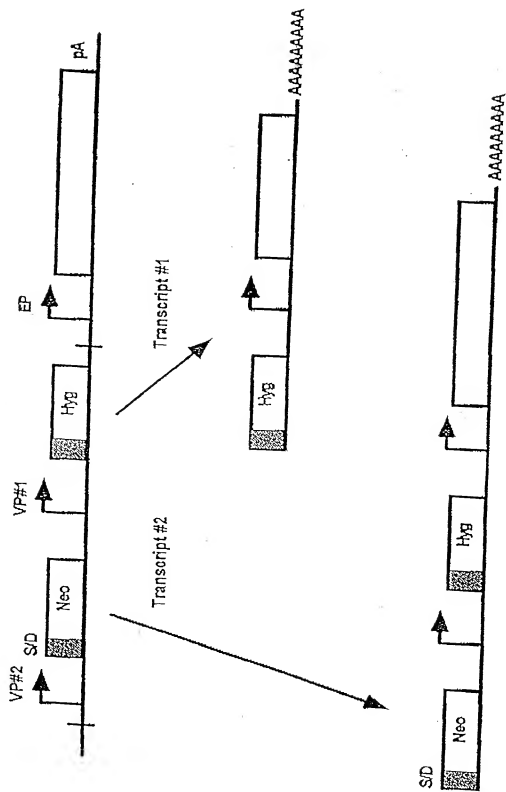 VP#2
S/D
Neo
VP#1
Hyg
EP
pA
Transcript #1
Hyg
AAAAAAAAA
Transcript #2
S/D
Neo
Hyg
AAAAAAAAA